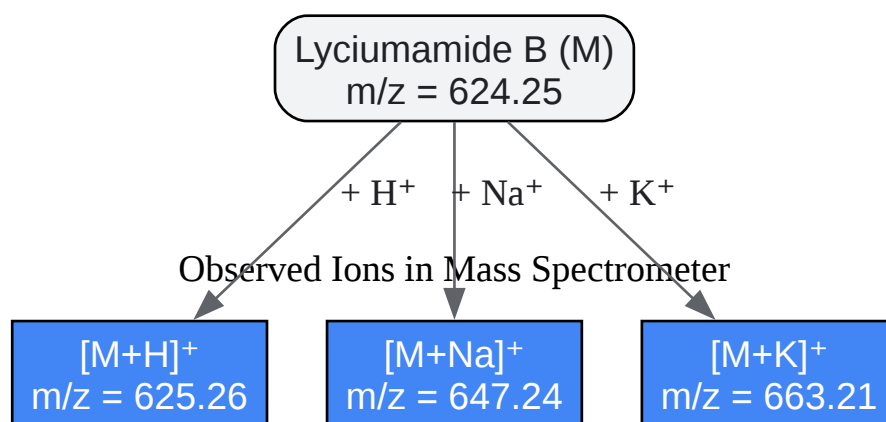 Lyciumamide B (M)
m/z = 624.25
+ H⁺
+ Na⁺
+ K⁺
Observed Ions in Mass Spectrometer
[M+H]⁺
m/z = 625.26
[M+Na]⁺
m/z = 647.24
[M+K]⁺
m/z = 663.21